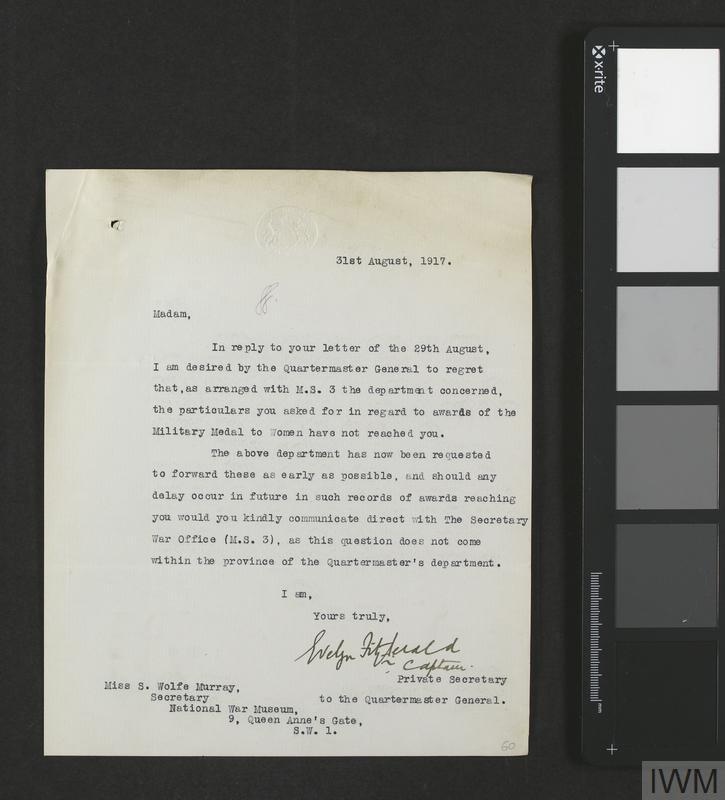 31st August, 1917.
Madam,
In reply to your letter of the 29th August,
I am desired by the Quartermaster General to regret
that,as arranged with M.S. 3 the department concerned,
the particulars you asked for in regard to awards of the
Military Medal to Women have not reached you.
The above department has now been requested
to forward these as early as possible, and should any
delay occur in future in such records of awards reaching
you would you kindly communicate direct with The Secretary
War Office (M.S. 3), as this question does not come
within the province of the Quartermaster's department.
I am,
Yours truly,
Evelyn Fitzgerald
Captain.
Private Secretary
to the Quartermaster General.
Miss S. Wolfe Murray,
Secretary
National War Museum,
9, Queen Anne's Gate,
S.W. 1.
60
x-rite
mm
IWM